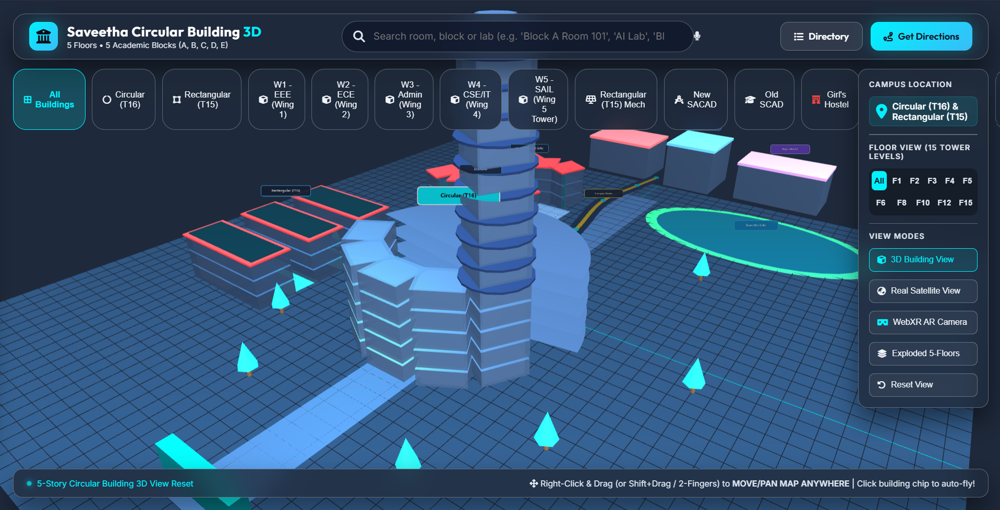 Saveetha Circular Building 3D
5 Floors • 5 Academic Blocks (A, B, C, D, E)
Search room, block or lab (e.g. 'Block A Room 101', 'AI Lab', 'Bl
Directory
Get Directions
All
Buildings
Circular
(T16)
Rectangular
(T15)
W1 -
EEE
(Wing
1)
W2 -
ECE
(Wing
2)
W3 -
Admin
(Wing
3)
W4 -
CSE/IT
(Wing
4)
W5 -
SAIL
(Wing
5
Tower)
Rectangular
(T15) Mech
New
SACAD
Old
SCAD
Girl's
Hostel
CAMPUS LOCATION
Circular (T16) &
Rectangular (T15)
FLOOR VIEW (15 TOWER
LEVELS)
All F1 F2 F3 F4 F5
F6 F8 F10 F12 F15
VIEW MODES
3D Building View
Real Satellite View
WebXR AR Camera
Exploded 5-Floors
Reset View
Boy's Hostel
Rectangular (T15)
Circular (T16)
Campus Route
Saveetha Lake
5-Story Circular Building 3D View Reset
Right-Click & Drag (or Shift+Drag / 2-Fingers) to MOVE/PAN MAP ANYWHERE | Click building chip to auto-fly!